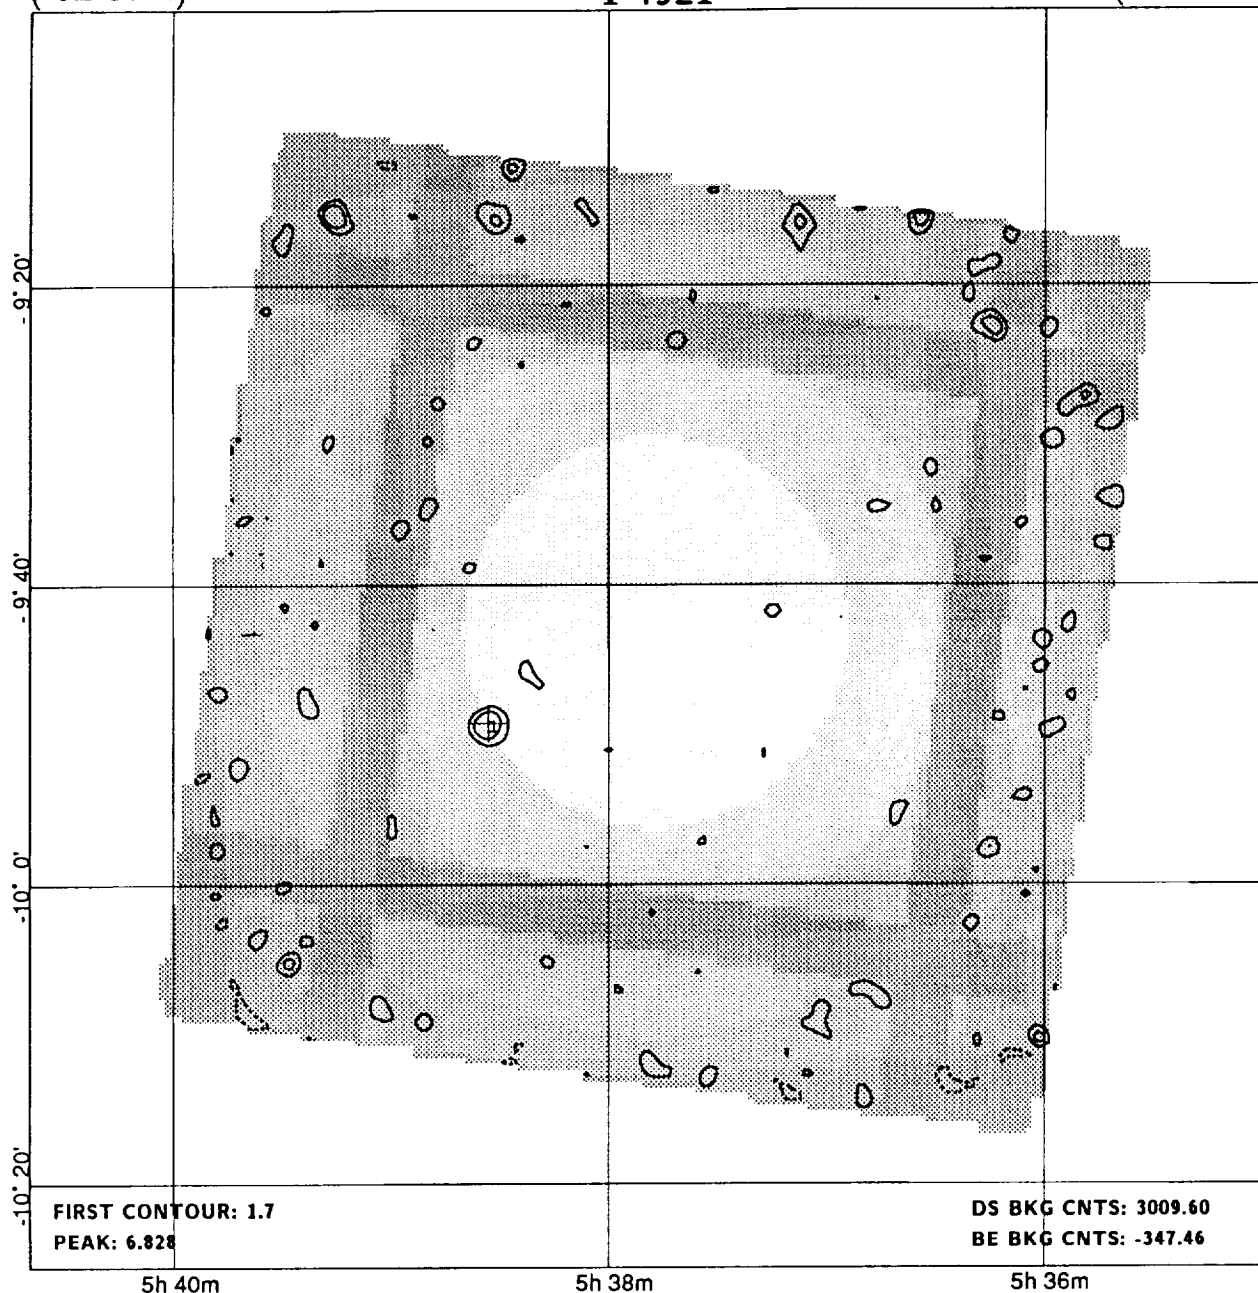 - 9° 20'
- 9° 40'
-10° 0'
-10° 20'
FIRST CONTOUR: 1.7
PEAK: 6.828
DS BKG CNTS: 3009.60
BE BKG CNTS: -347.46
5h 40m
5h 38m
5h 36m